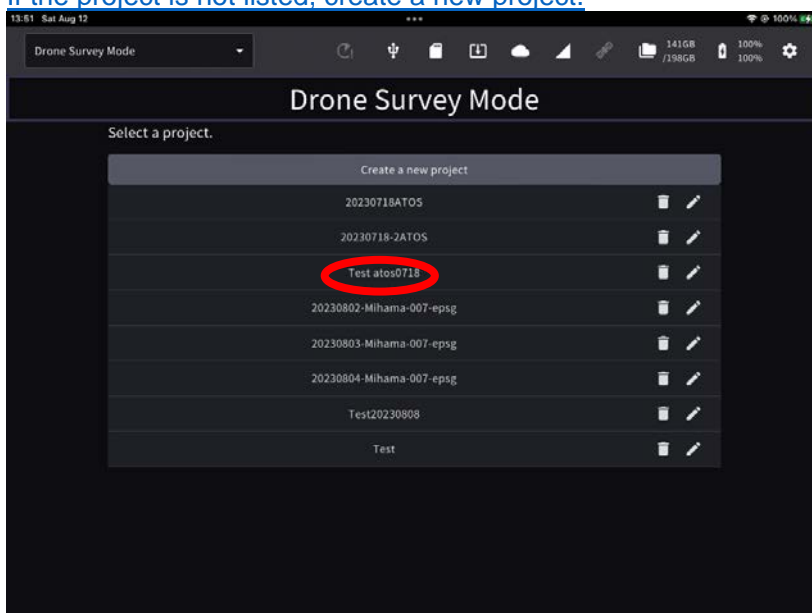 If the project is not listed, create a new project.
13:51 Sat Aug 12
100%
Drone Survey Mode
141GB
/198GB
100%
100%
Drone Survey Mode
Select a project.
Create a new project
20230718ATOS
20230718-2ATOS
Test atos0718
20230802-Mihama-007-epsg
20230803-Mihama-007-epsg
20230804-Mihama-007-epsg
Test20230808
Test